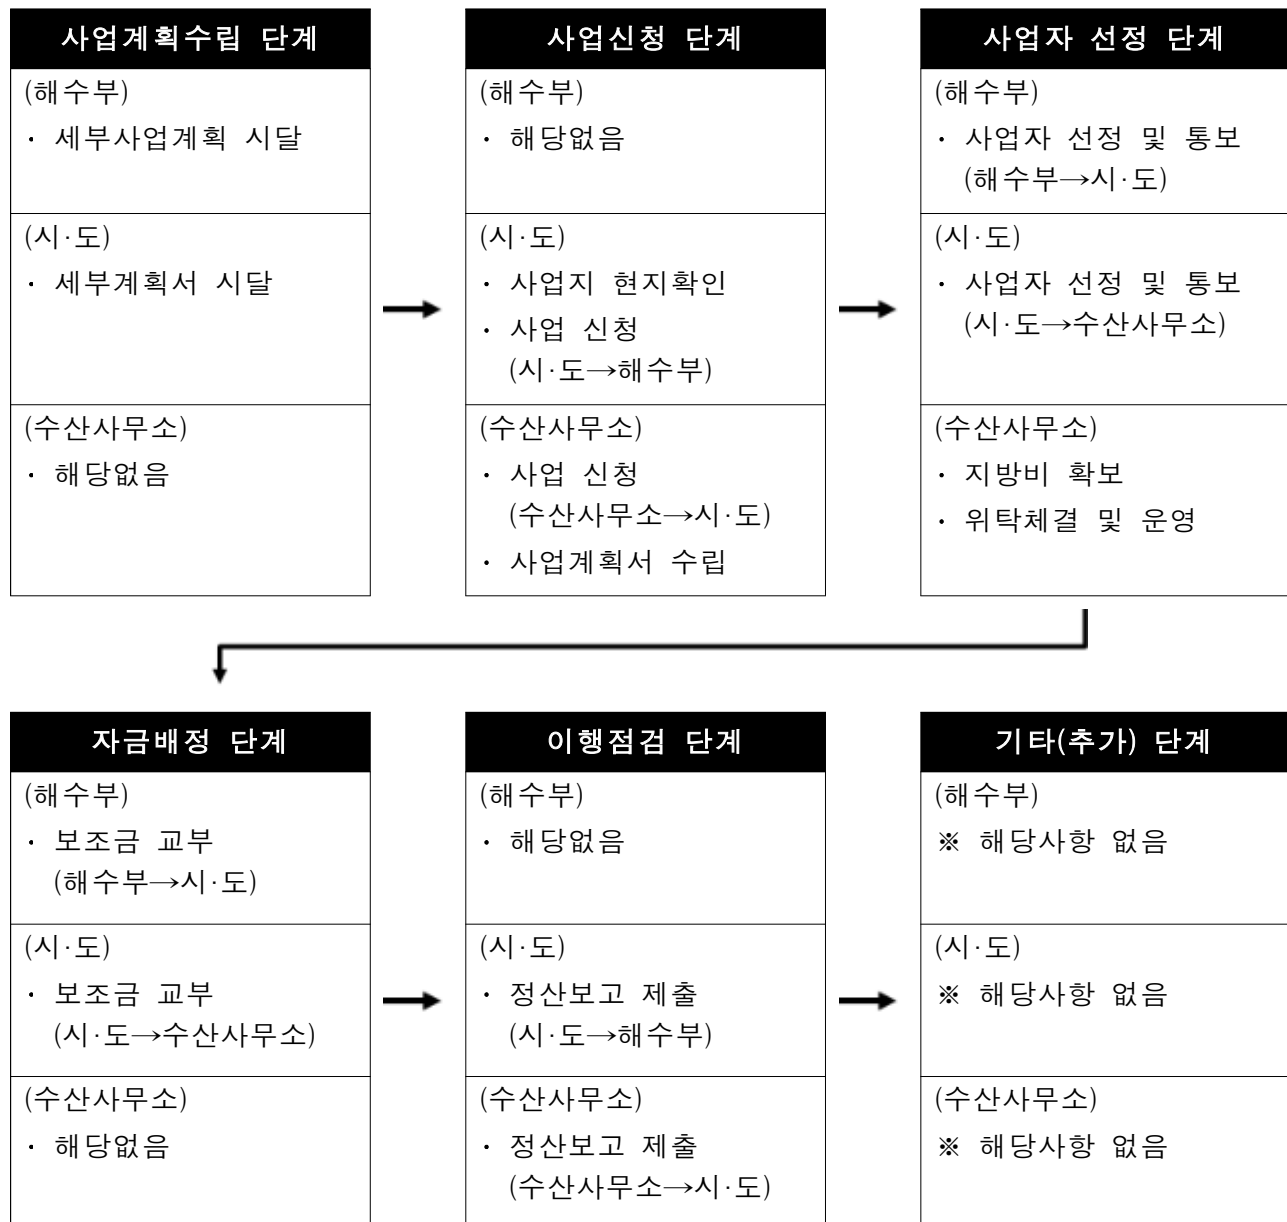 사업계획수립 단계
(해수부)
· 세부사업계획 시달
(시·도)
· 세부계획서 시달
(수산사무소)
· 해당없음
사업신청 단계
(해수부)
· 해당없음
(시·도)
· 사업지 현지확인
· 사업 신청
(시·도→해수부)
(수산사무소)
· 사업 신청
(수산사무소→시·도)
· 사업계획서 수립
사업자 선정 단계
(해수부)
· 사업자 선정 및 통보
(해수부→시·도)
(시·도)
· 사업자 선정 및 통보
(시·도→수산사무소)
(수산사무소)
· 지방비 확보
· 위탁체결 및 운영
자금배정 단계
(해수부)
· 보조금 교부
(해수부→시·도)
(시·도)
· 보조금 교부
(시·도→수산사무소)
(수산사무소)
· 해당없음
이행점검 단계
(해수부)
· 해당없음
(시·도)
· 정산보고 제출
(시·도→해수부)
(수산사무소)
· 정산보고 제출
(수산사무소→시·도)
기타(추가) 단계
(해수부)
※ 해당사항 없음
(시·도)
※ 해당사항 없음
(수산사무소)
※ 해당사항 없음